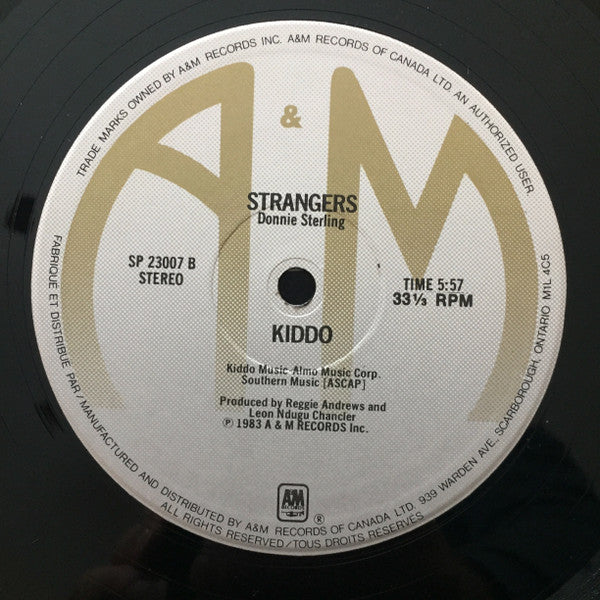 TRADE MARKS OWNED BY A&M RECORDS INC. A&M RECORDS OF CANADA LTD. AN AUTHORIZED USER.
A & M
STRANGERS
Donnie Sterling
SP 23007 B
STEREO
TIME 5:57
33⅓ RPM
KIDDO
Kiddo Music-Almo Music Corp.
Southern Music [ASCAP]
Produced by Reggie Andrews and
Leon Ndugu Chancler
℗ 1983 A & M RECORDS Inc.
A&M
RECORDS
®
FABRIQUÉ ET DISTRIBUÉ PAR / MANUFACTURED AND DISTRIBUTED BY A&M RECORDS OF CANADA LTD. 939 WARDEN AVE., SCARBOROUGH, ONTARIO M1L 4C5
ALL RIGHTS RESERVED / TOUS DROITS RESERVÉS